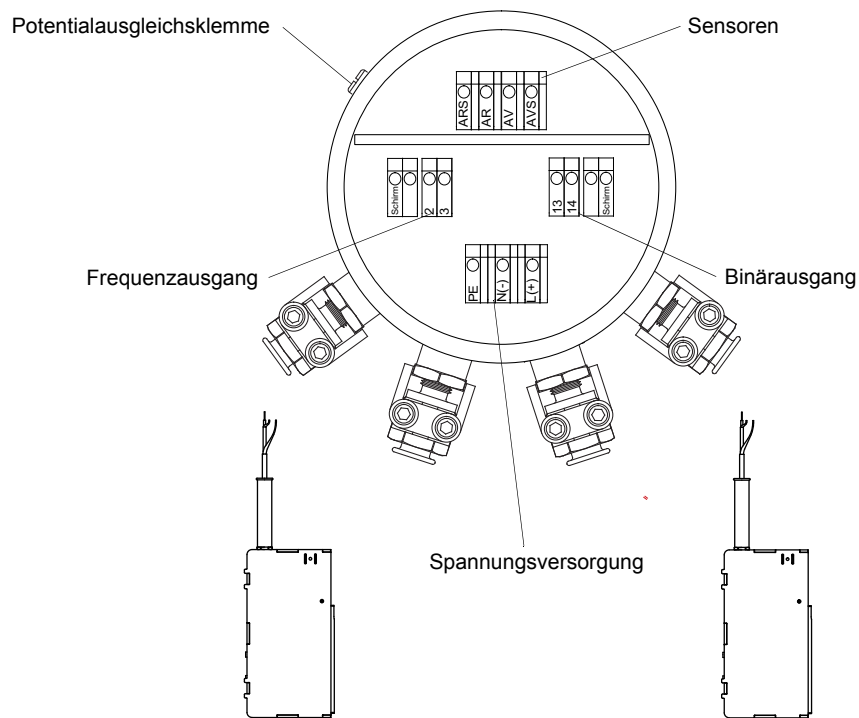 Potentialausgleichsklemme
Sensoren
ARS
AR
AV
AVS
Schirm
2
3
13
14
Schirm
Frequenzausgang
Binärausgang
PE
N(-)
L(+)
Spannungsversorgung